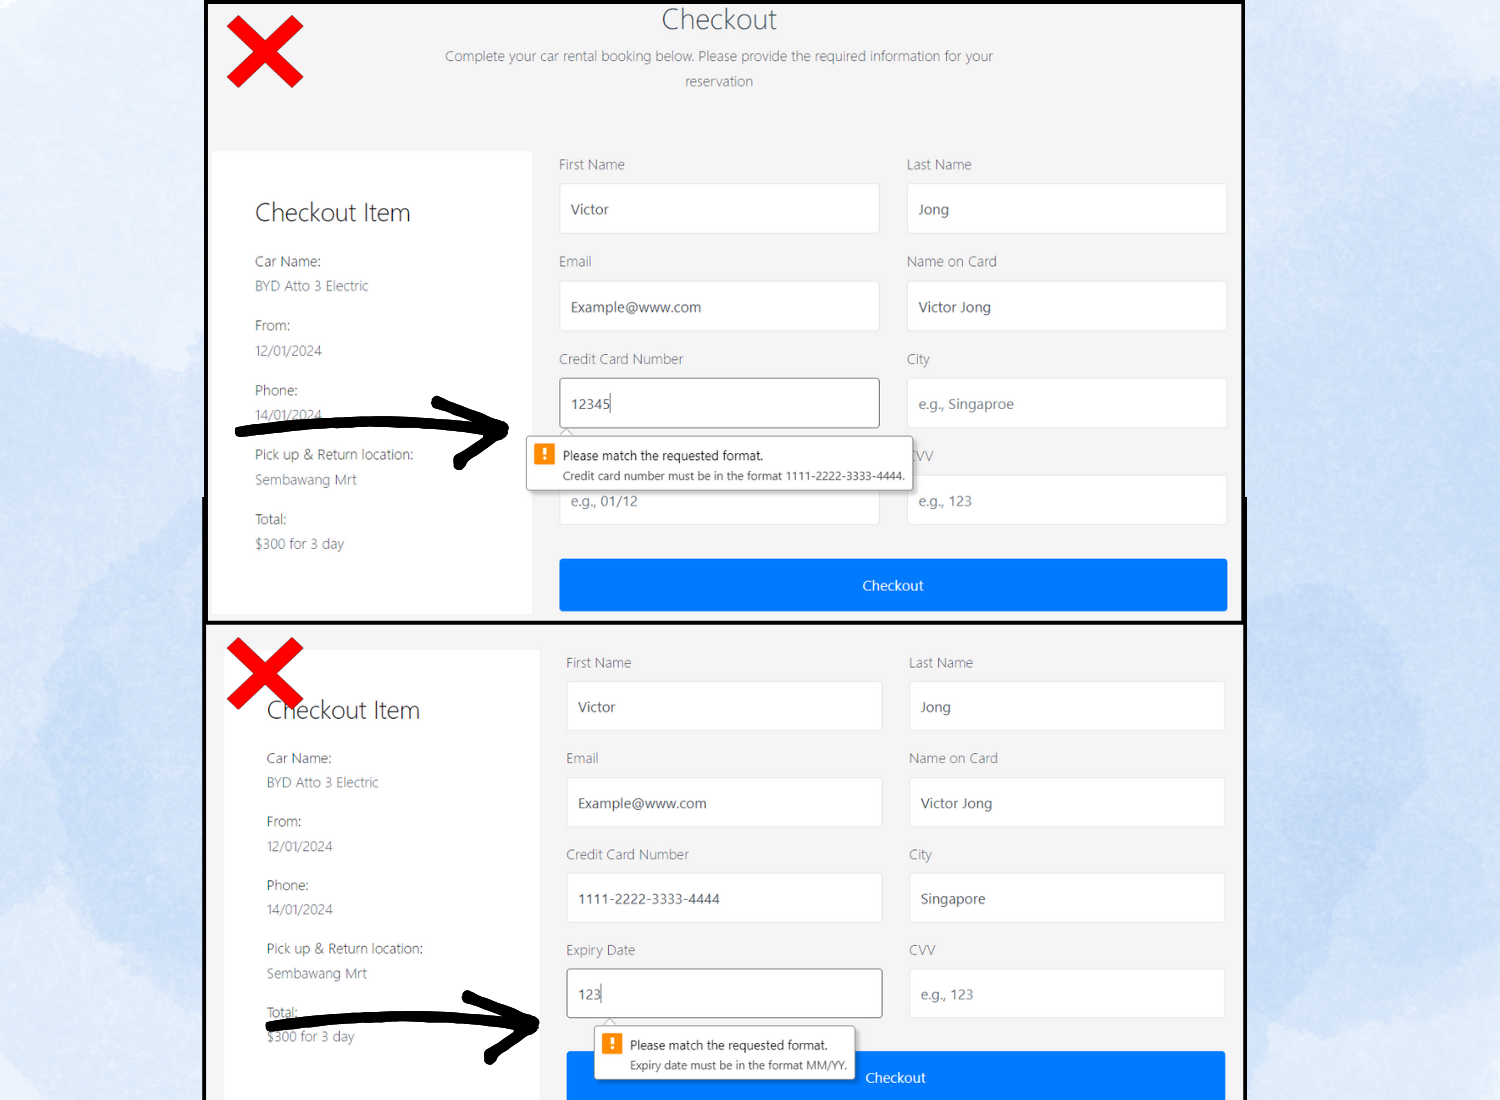 Checkout
Complete your car rental booking below. Please provide the required information for your
reservation
Checkout Item
Car Name:
BYD Atto 3 Electric
From:
12/01/2024
Phone:
14/01/2024
Pick up & Return location:
Sembawang Mrt
Total:
$300 for 3 day
First Name
Last Name
Victor
Jong
Email
Name on Card
Example@www.com
Victor Jong
Credit Card Number
City
12345
e.g., Singaproe
Please match the requested format.
Credit card number must be in the format 1111-2222-3333-4444.
CVV
e.g., 01/12
e.g., 123
Checkout
Checkout Item
Car Name:
BYD Atto 3 Electric
From:
12/01/2024
Phone:
14/01/2024
Pick up & Return location:
Sembawang Mrt
Total:
$300 for 3 day
First Name
Last Name
Victor
Jong
Email
Name on Card
Example@www.com
Victor Jong
Credit Card Number
City
1111-2222-3333-4444
Singapore
Expiry Date
CVV
123
e.g., 123
Please match the requested format.
Expiry date must be in the format MM/YY.
Checkout